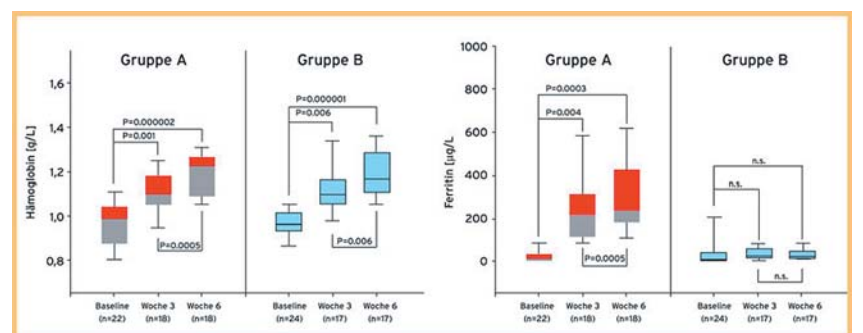 Gruppe A
Gruppe B
Hämoglobin [g/L]
1,6
1,4
1,2
1,0
0,8
P=0.000002
P=0.001
P=0.0005
P=0.000001
P=0.006
P=0.006
Baseline
(n=22)
Woche 3
(n=18)
Woche 6
(n=18)
Baseline
(n=24)
Woche 3
(n=17)
Woche 6
(n=17)
Gruppe A
Gruppe B
Ferritin [µg/L
1000
800
600
400
200
0
P=0.0003
P=0.004
P=0.0005
n.s.
n.s.
n.s.
Baseline
(n=22)
Woche 3
(n=18)
Woche 6
(n=18)
Baseline
(n=24)
Woche 3
(n=17)
Woche 6
(n=17)